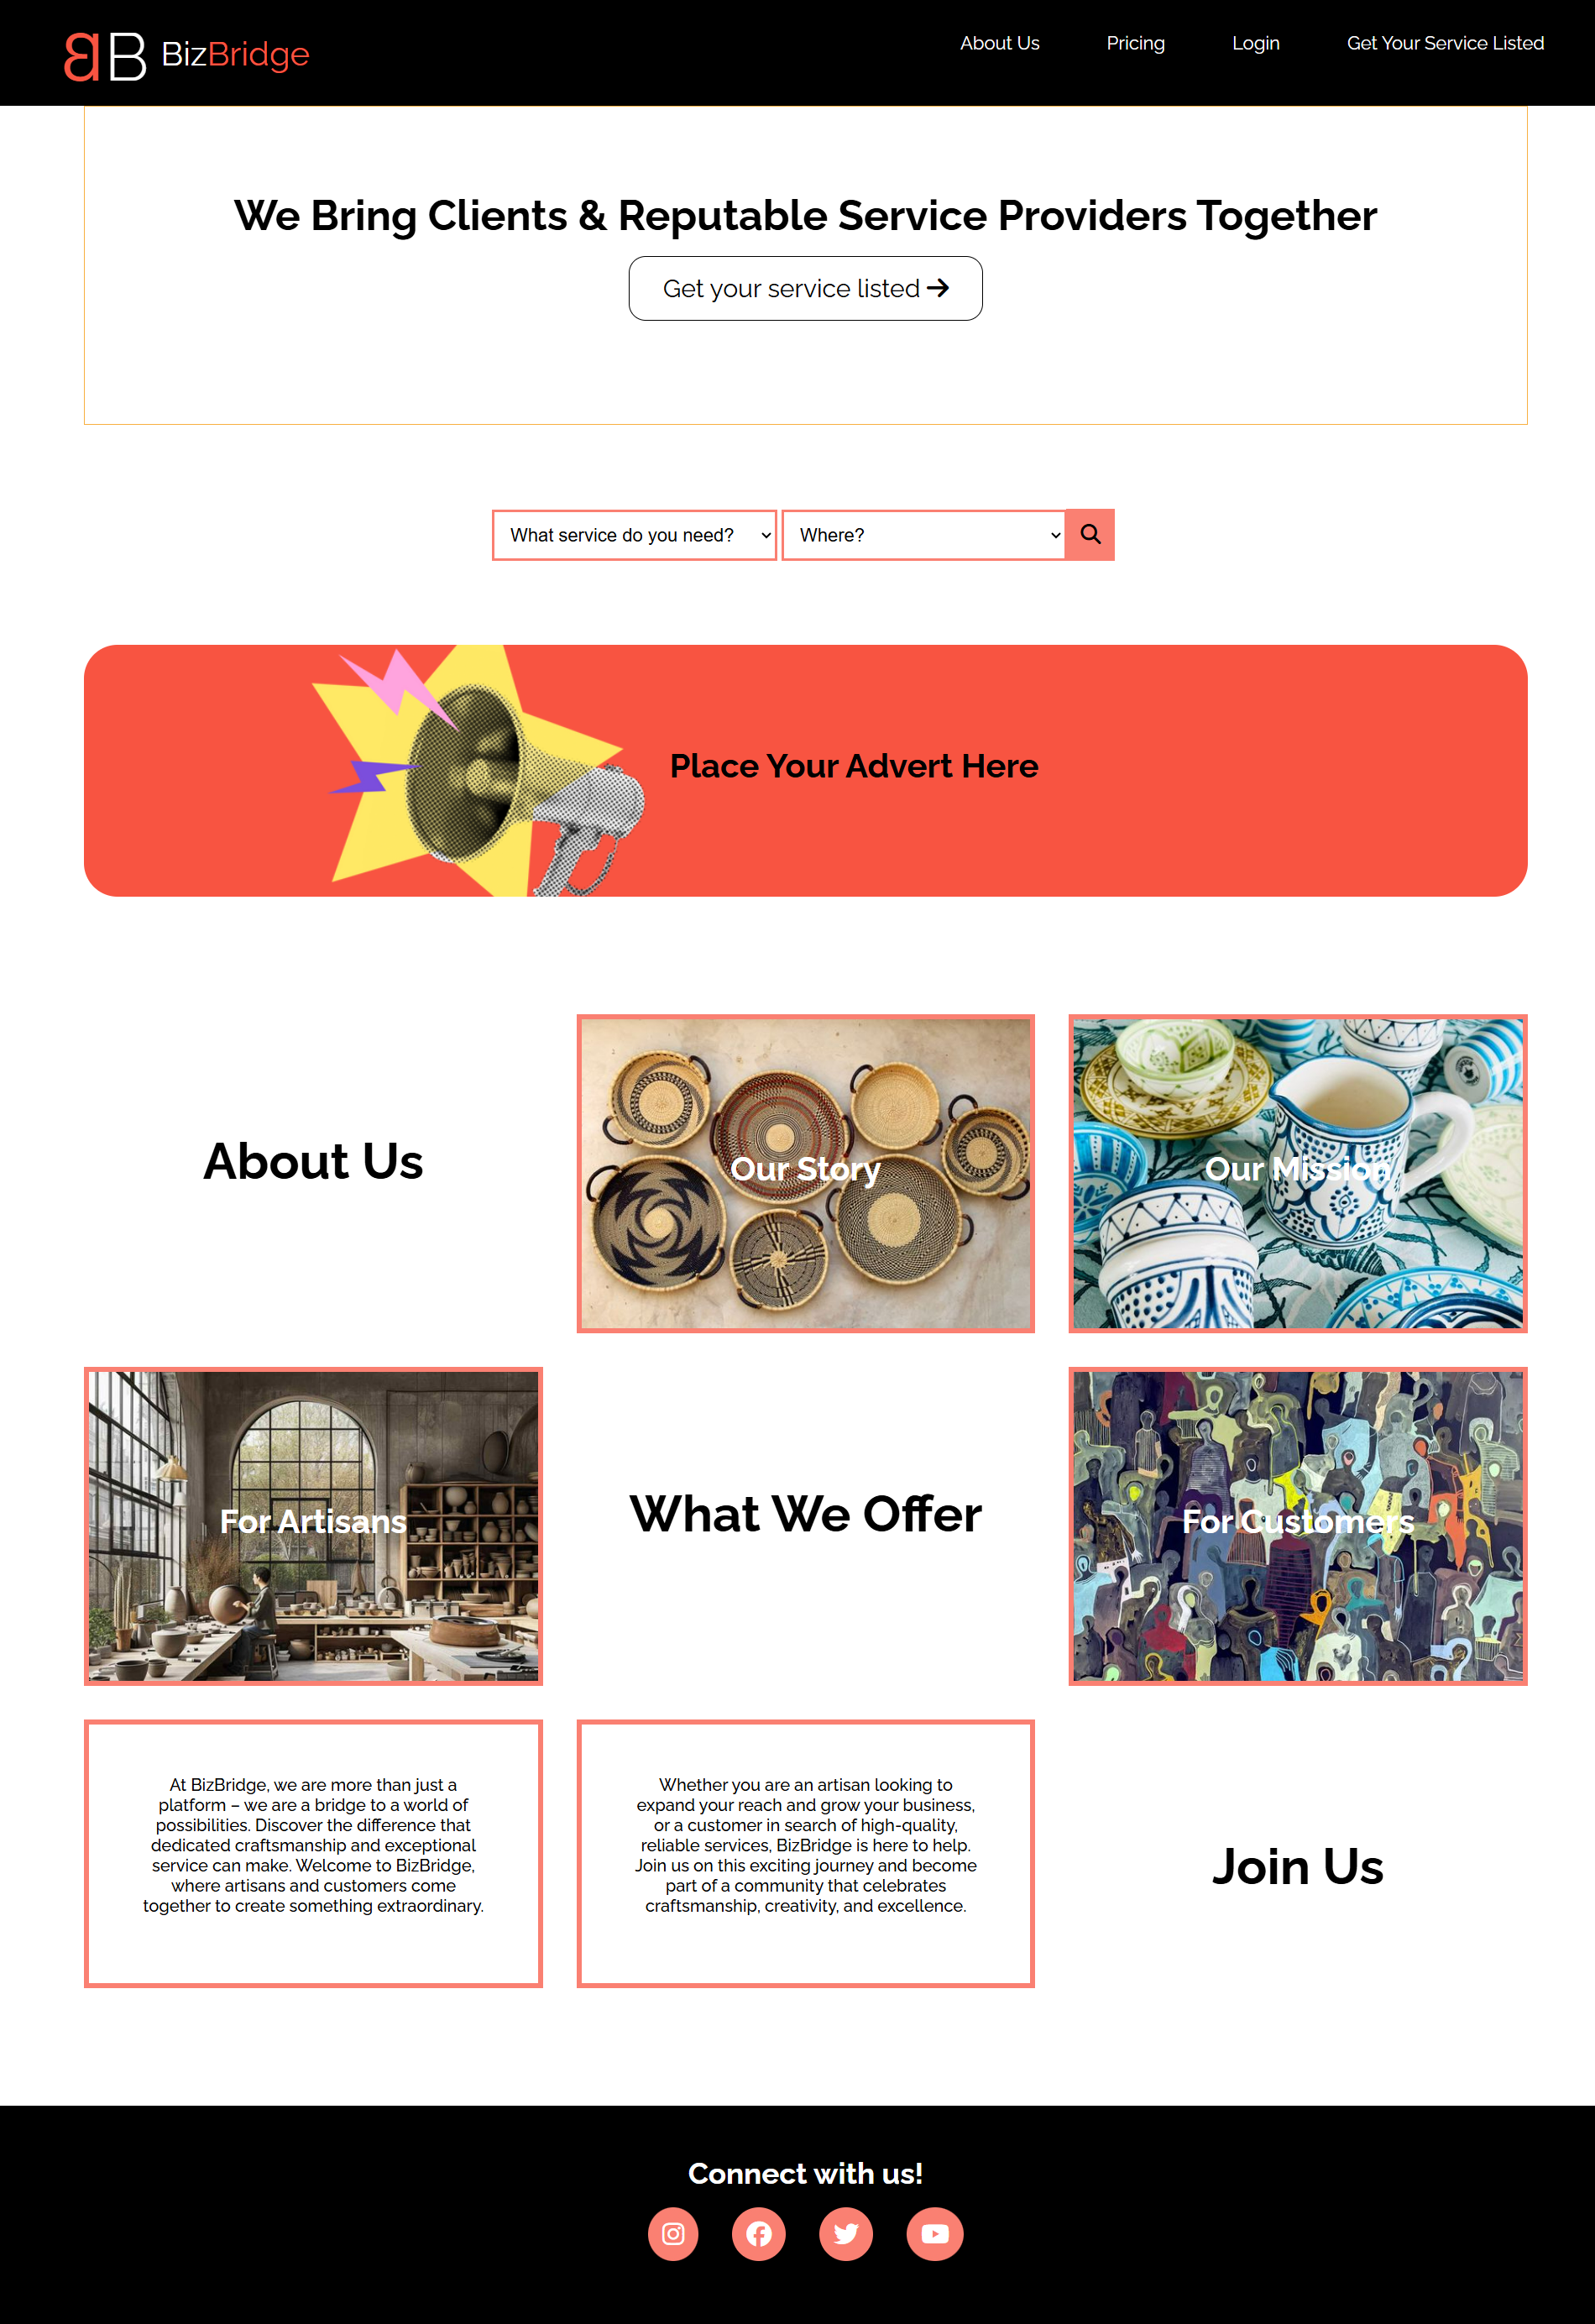 BB BizBridge
About Us Pricing Login Get Your Service Listed
We Bring Clients & Reputable Service Providers Together
Get your service listed →
What service do you need? Where?
Place Your Advert Here
About Us
Our Story
Our Mission
For Artisans
What We Offer
For Customers
At BizBridge, we are more than just a
platform – we are a bridge to a world of
possibilities. Discover the difference that
dedicated craftsmanship and exceptional
service can make. Welcome to BizBridge,
where artisans and customers come
together to create something extraordinary.
Whether you are an artisan looking to
expand your reach and grow your business,
or a customer in search of high-quality,
reliable services, BizBridge is here to help.
Join us on this exciting journey and become
part of a community that celebrates
craftsmanship, creativity, and excellence.
Join Us
Connect with us!